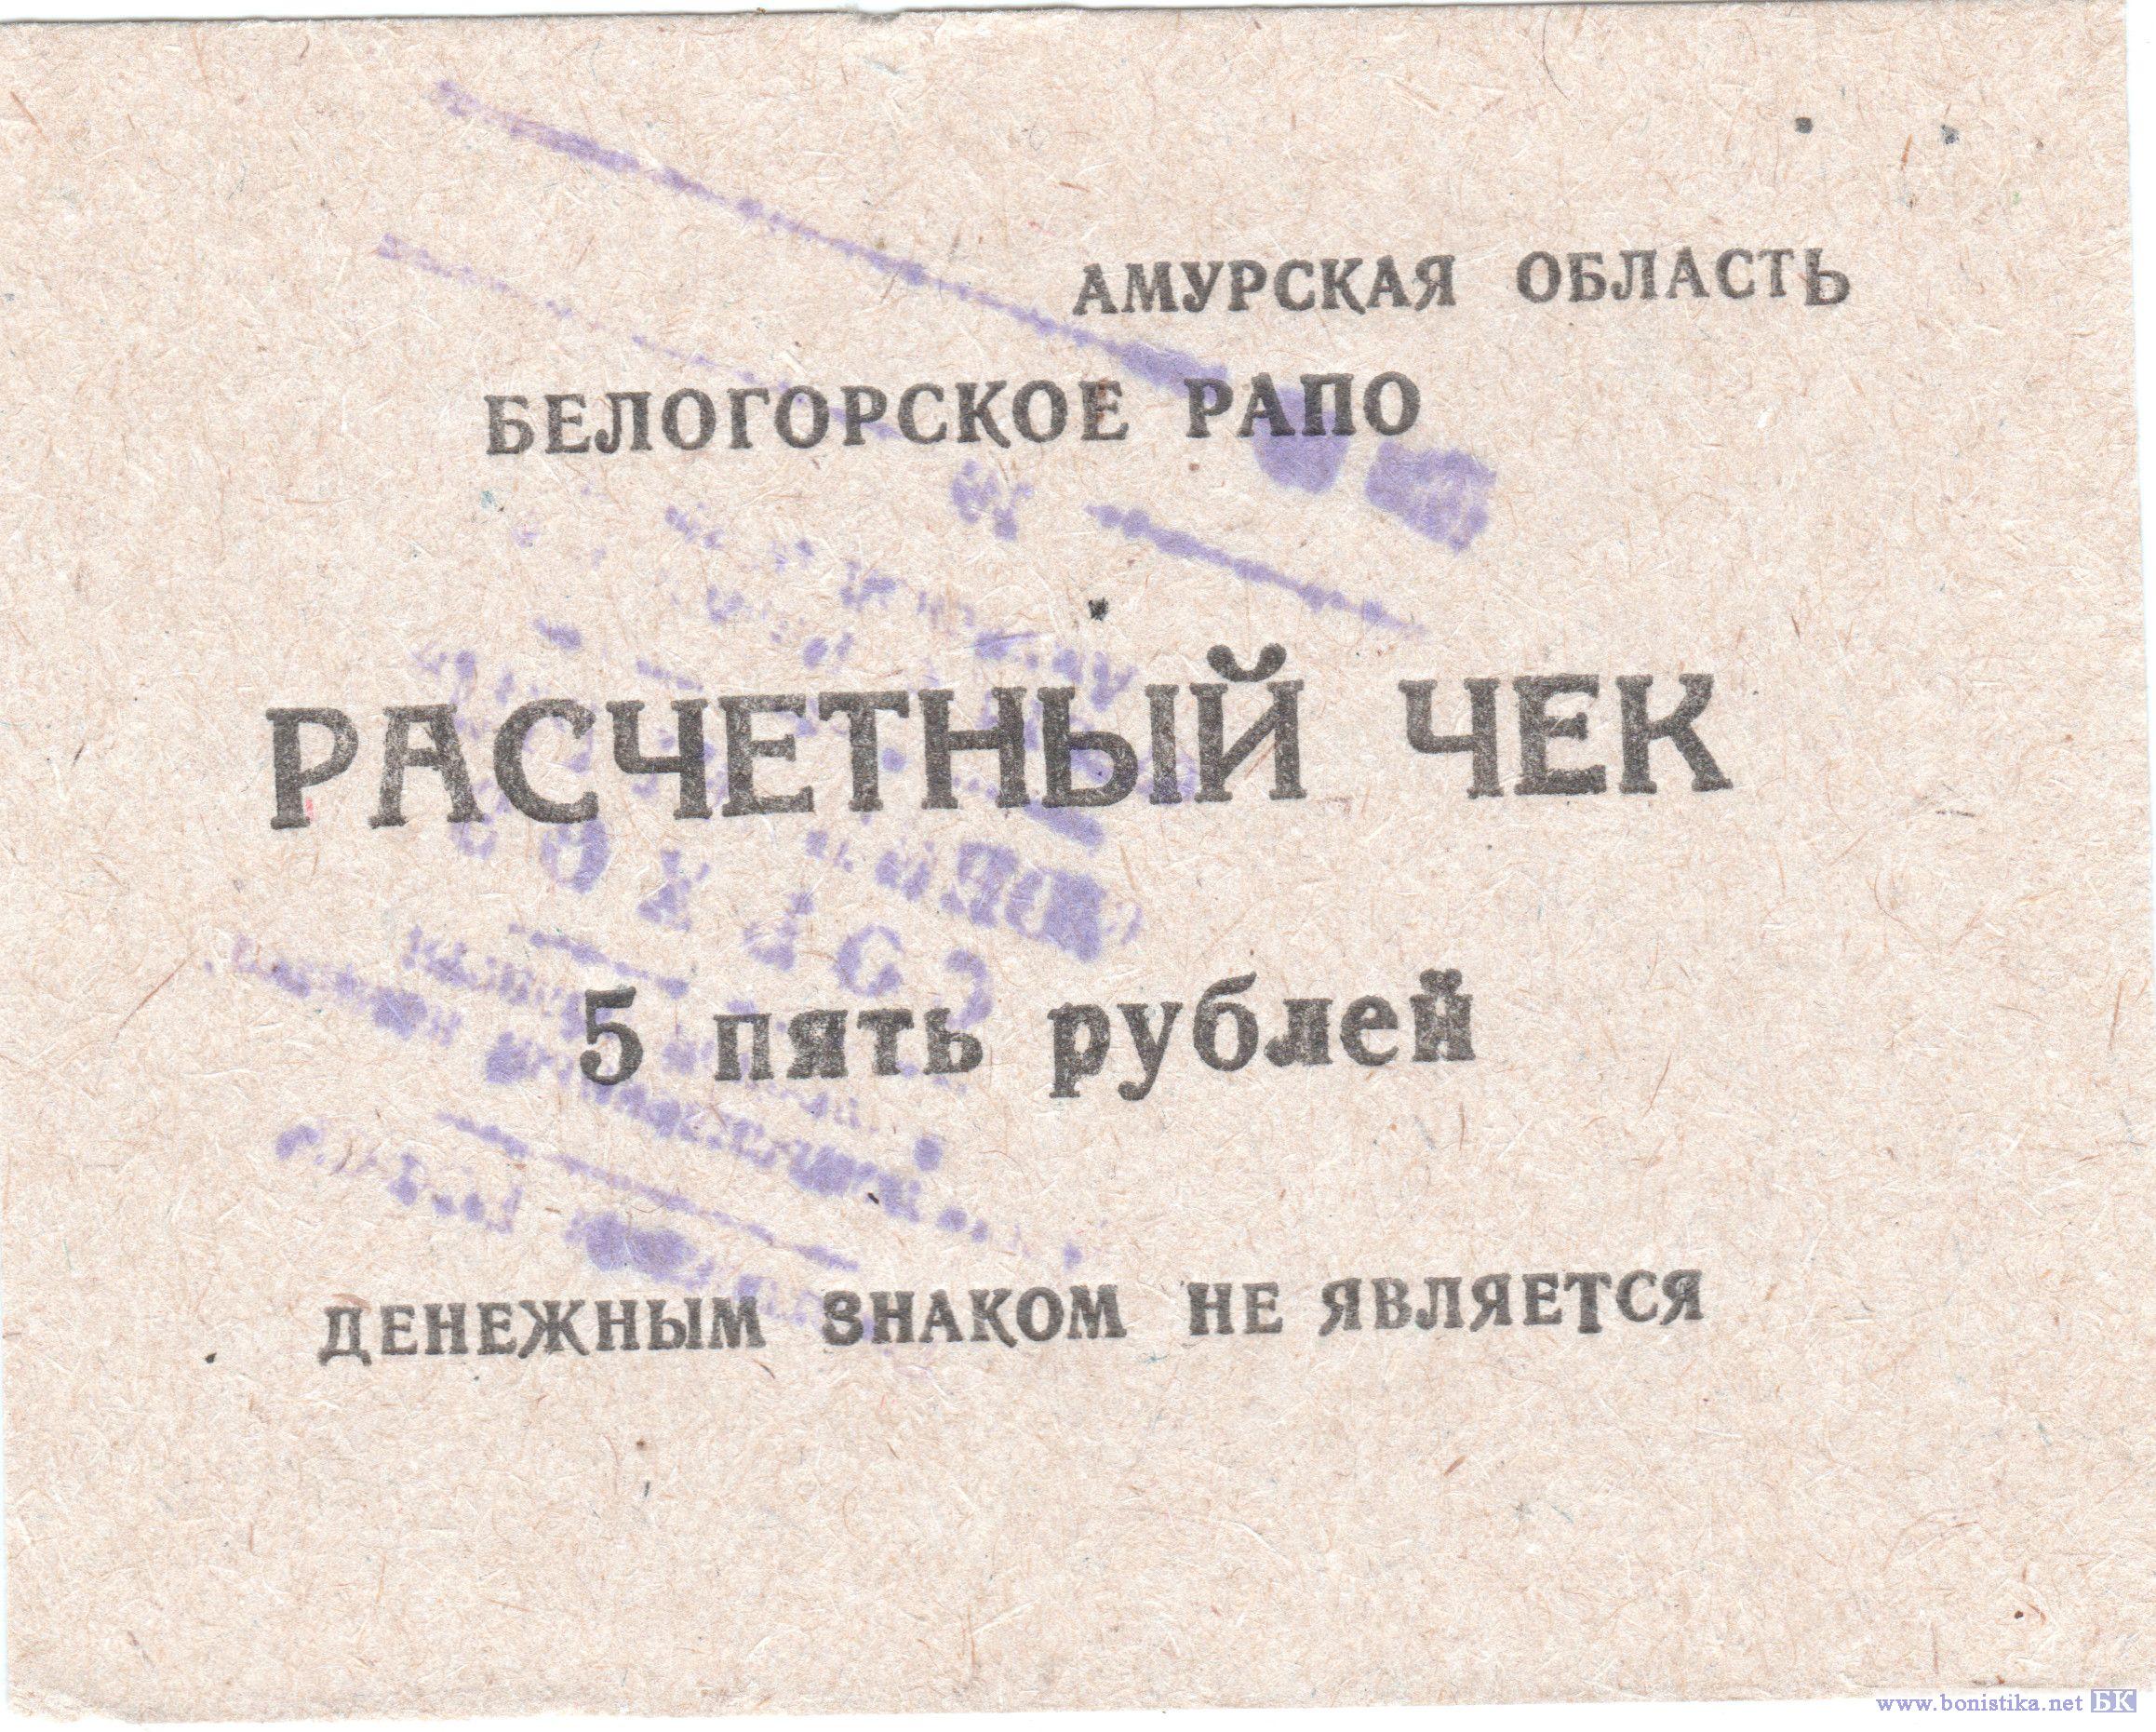 АМУРСКАЯ ОБЛАСТЬ
БЕЛОГОРСКОЕ РАПО
РАСЧЕТНЫЙ ЧЕК
5 пять рублей
ДЕНЕЖНЫМ ЗНАКОМ НЕ ЯВЛЯЕТСЯ
www.bonistika.net БК